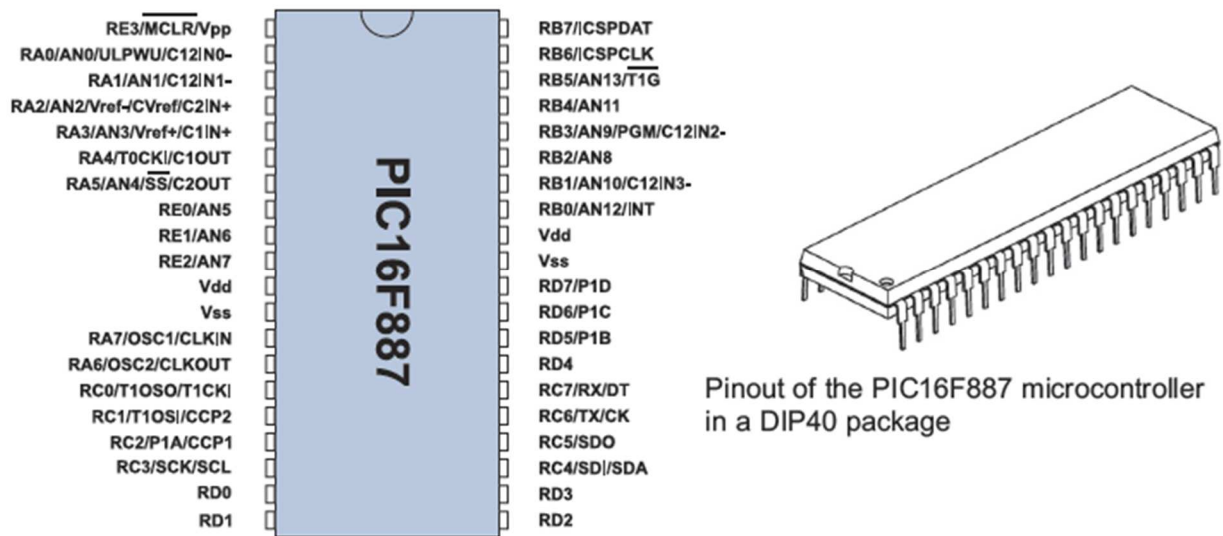 RE3/MCLR/Vpp
RA0/AN0/ULPWU/C12IN0-
RA1/AN1/C12IN1-
RA2/AN2/Vref-/CVref/C2IN+
RA3/AN3/Vref+/C1IN+
RA4/T0CKI/C1OUT
RA5/AN4/SS/C2OUT
RE0/AN5
RE1/AN6
RE2/AN7
Vdd
Vss
RA7/OSC1/CLKIN
RA6/OSC2/CLKOUT
RC0/T1OSO/T1CKI
RC1/T1OSI/CCP2
RC2/P1A/CCP1
RC3/SCK/SCL
RD0
RD1
PIC16F887
RB7/ICSPDAT
RB6/ICSPCLK
RB5/AN13/T1G
RB4/AN11
RB3/AN9/PGM/C12IN2-
RB2/AN8
RB1/AN10/C12IN3-
RB0/AN12/INT
Vdd
Vss
RD7/P1D
RD6/P1C
RD5/P1B
RD4
RC7/RX/DT
RC6/TX/CK
RC5/SDO
RC4/SDI/SDA
RD3
RD2
Pinout of the PIC16F887 microcontroller
in a DIP40 package